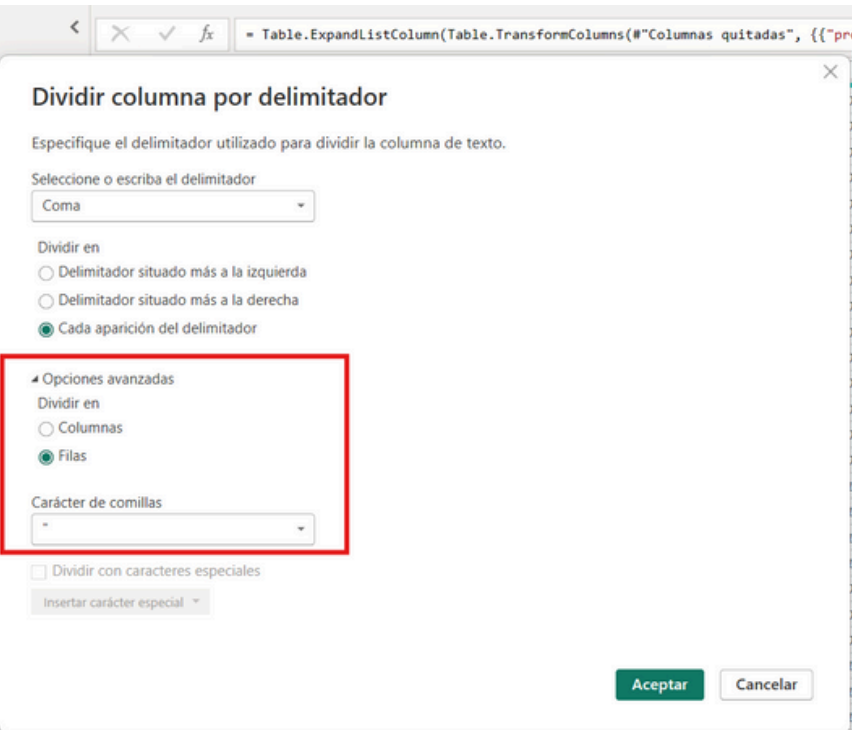 fx = Table.ExpandListColumn(Table.TransformColumns(#"Columnas quitadas", {{"pr
Dividir columna por delimitador
Especifique el delimitador utilizado para dividir la columna de texto.
Seleccione o escriba el delimitador
Coma
Dividir en
Delimitador situado más a la izquierda
Delimitador situado más a la derecha
Cada aparición del delimitador
Opciones avanzadas
Dividir en
Columnas
Filas
Carácter de comillas
"
Dividir con caracteres especiales
Insertar carácter especial
Aceptar Cancelar